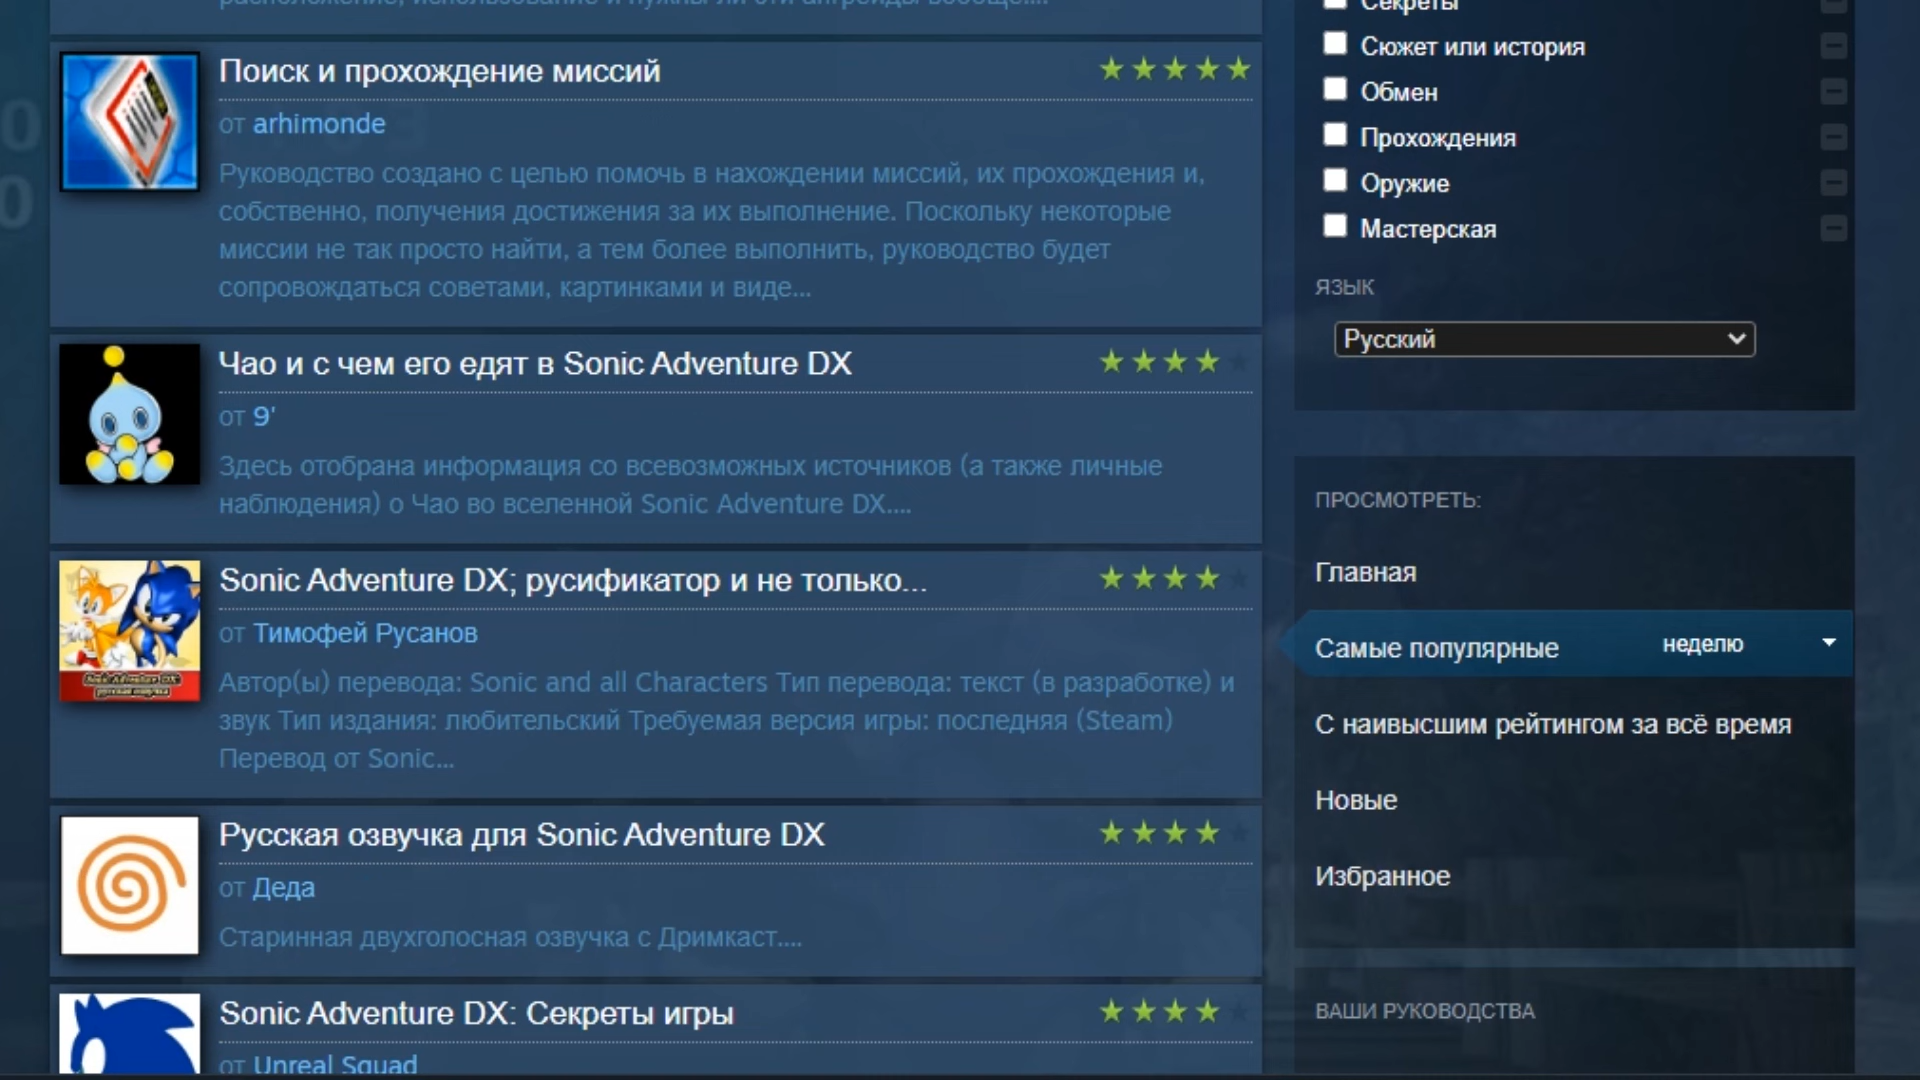 Поиск и прохождение миссий
от arhimonde
Руководство создано с целью помочь в нахождении миссий, их прохождения и,
собственно, получения достижения за их выполнение. Поскольку некоторые
миссии не так просто найти, а тем более выполнить, руководство будет
сопровождаться советами, картинками и виде...
Чао и с чем его едят в Sonic Adventure DX
от 9'
Здесь отобрана информация со всевозможных источников (а также личные
наблюдения) о Чао во вселенной Sonic Adventure DX....
Sonic Adventure DX; русификатор и не только...
от Тимофей Русанов
Автор(ы) перевода: Sonic and all Characters Типперевода: текст (в разработке) и
звук Тип издания: любительский Требуемая версия игры: последняя (Steam)
Перевод от Sonic...
Русская озвучка для Sonic Adventure DX
от Деда
Старинная двухголосная озвучка с Дримкаст....
Sonic Adventure DX: Секреты игры
от Unreal Squad
Секреты
Сюжет или история
Обмен
Прохождения
Оружие
Мастерская
ЯЗЫК
Русский
ПРОСМОТРЕТЬ:
Главная
Самые популярные неделю
С наивысшим рейтингом за всё время
Новые
Избранное
ВАШИ РУКОВОДСТВА